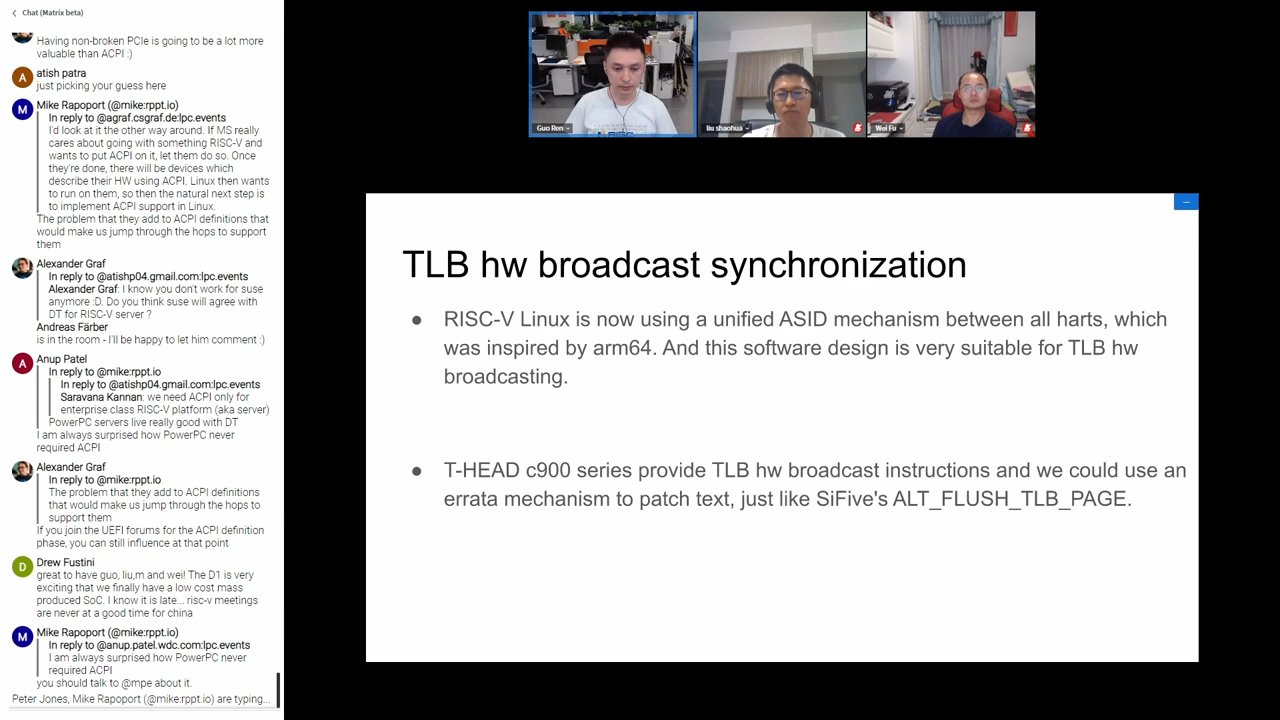 Chat (Matrix beta)
Having non-broken PCIe is going to be a lot more
valuable than ACPI :)
A
atish patra
just picking your guess here
M
Mike Rapoport (@mike:rppt.io)
In reply to @agraf.csgraf.de:lpc.events
I'd look at it the other way around. If MS really
cares about going with something RISC-V and
wants to put ACPI on it, let them do so. Once
they're done, there will be devices which
describe their HW using ACPI. Linux then wants
to run on them, so then the natural next step is
to implement ACPI support in Linux.
The problem that they add to ACPI definitions that
would make us jump through the hops to support
them
Alexander Graf
In reply to @atishp04.gmail.com:lpc.events
Alexander Graf: I know you don't work for suse
anymore :D. Do you think suse will agree with
DT for RISC-V server ?
Andreas Färber
is in the room - I'll be happy to let him comment :)
A
Anup Patel
In reply to @mike:rppt.io
In reply to @atishp04.gmail.com:lpc.events
Saravana Kannan: we need ACPI only for
enterprise class RISC-V platform (aka server)
PowerPC servers live really good with DT
I am always surprised how PowerPC never
required ACPI
Alexander Graf
In reply to @mike:rppt.io
The problem that they add to ACPI definitions
that would make us jump through the hops to
support them
If you join the UEFI forums for the ACPI definition
phase, you can still influence at that point
D
Drew Fustini
great to have guo, liu,m and wei! The D1 is very
exciting that we finally have a low cost mass
produced SoC. I know it is late... risc-v meetings
are never at a good time for china
M
Mike Rapoport (@mike:rppt.io)
In reply to @anup.patel.wdc.com:lpc.events
I am always surprised how PowerPC never
required ACPI
you should talk to @mpe about it.
Peter Jones, Mike Rapoport (@mike:rppt.io) are typing...
Guo Ren
liu shaohua
Wei Fu
TLB hw broadcast synchronization
● RISC-V Linux is now using a unified ASID mechanism between all harts, which
was inspired by arm64. And this software design is very suitable for TLB hw
broadcasting.
● T-HEAD c900 series provide TLB hw broadcast instructions and we could use an
errata mechanism to patch text, just like SiFive's ALT_FLUSH_TLB_PAGE.